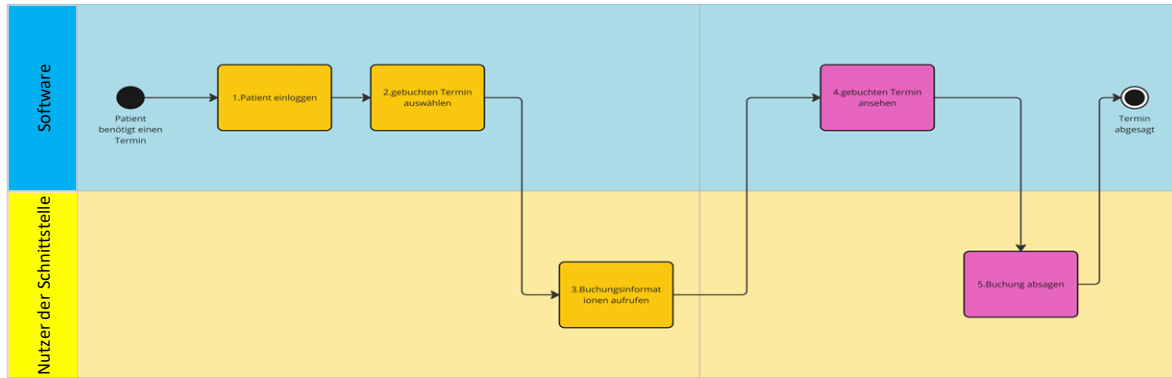 Software
Patient
benötigt einen
Termin
1.Patient einloggen
2.gebuchten Termin
auswählen
4.gebuchten Termin
ansehen
Termin
abgesagt
Nutzer der Schnittstelle
3.Buchungsinformat
ionen aufrufen
5.Buchung absagen